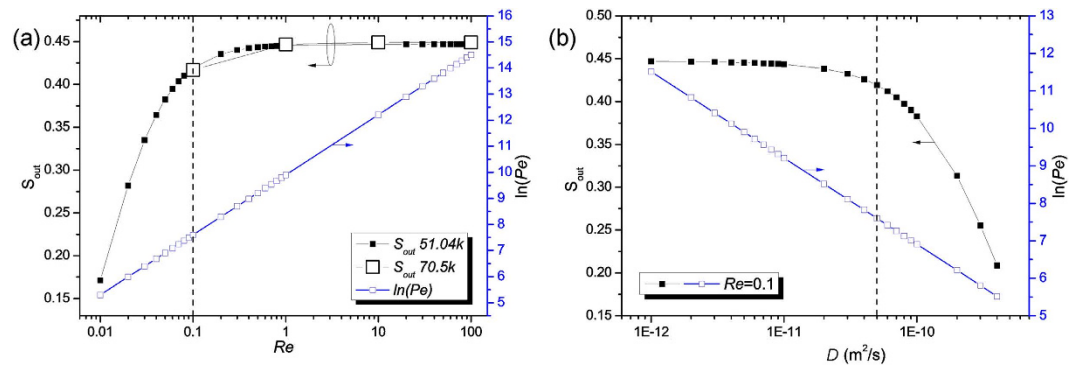 (a)
S_out
0.45
0.40
0.35
0.30
0.25
0.20
0.15
0.01
0.1
1
10
100
Re
16
15
14
13
12
11
10
9
8
7
6
5
ln(Pe)
S_out 51.04k
S_out 70.5k
ln(Pe)
(b)
S_out
0.50
0.45
0.40
0.35
0.30
0.25
0.20
0.15
1E-12
1E-11
1E-10
D (m²/s)
13
12
11
10
9
8
7
6
5
ln(Pe)
Re=0.1